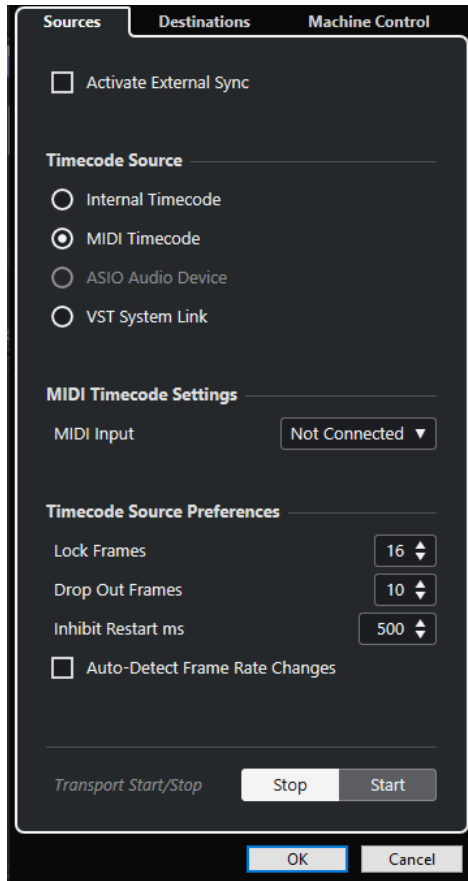 Sources Destinations Machine Control
Activate External Sync
Timecode Source
Internal Timecode
MIDI Timecode
ASIO Audio Device
VST System Link
MIDI Timecode Settings
MIDI Input Not Connected
Timecode Source Preferences
Lock Frames 16
Drop Out Frames 10
Inhibit Restart ms 500
Auto-Detect Frame Rate Changes
Transport Start/Stop Stop Start
OK Cancel